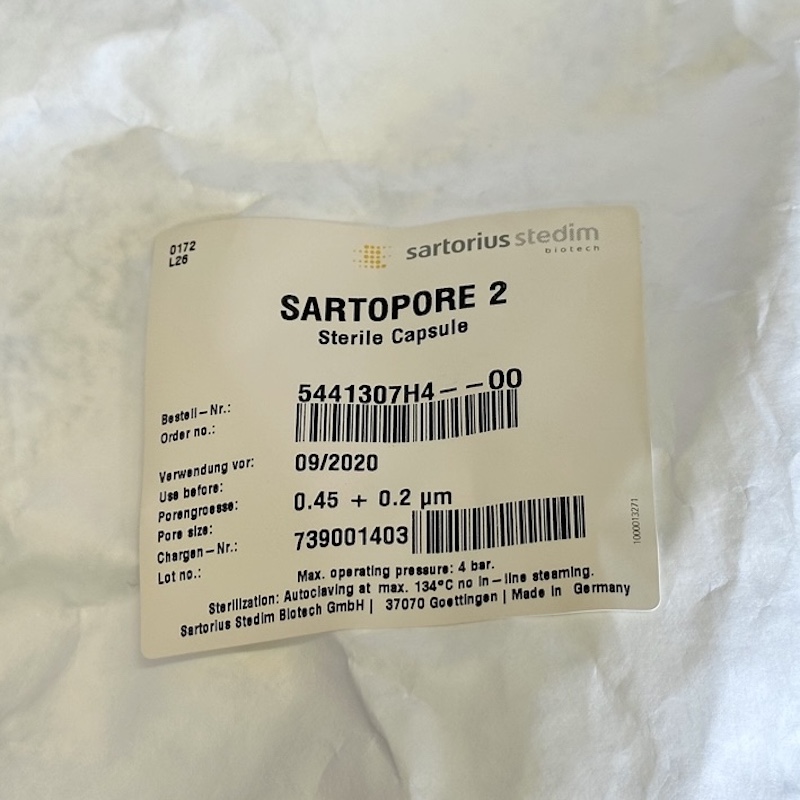 0172
L26
sartorius stedim
biotech
SARTOPORE 2
Sterile Capsule
5441307H4--00
Bestell-Nr.:
Order no.:
Verwendung vor: 09/2020
Use before:
Porengroesse: 0.45 + 0.2 µm
Pore size:
Chargen-Nr.: 739001403
Lot no.:
1000013271
Max. operating pressure: 4 bar.
Sterilization: Autoclaving at max. 134°C no in-line steaming.
Sartorius Stedim Biotech GmbH | 37070 Goettingen | Made in Germany